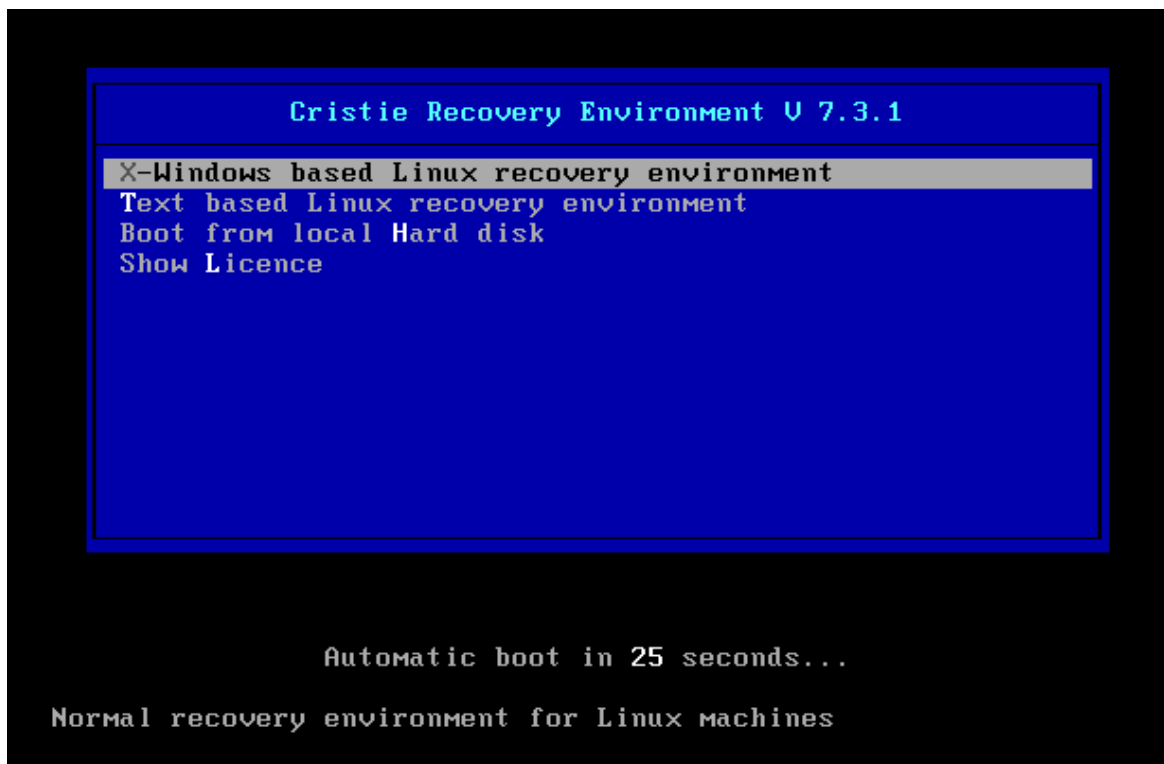 Cristie Recovery Environment V 7.3.1
X-Windows based Linux recovery environment
Text based Linux recovery environment
Boot from local Hard disk
Show Licence
Automatic boot in 25 seconds...
Normal recovery environment for Linux machines